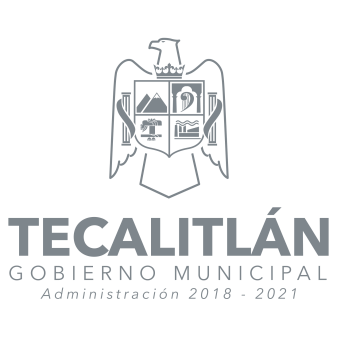 TECALITLÁN
GOBIERNO MUNICIPAL
Administración 2018 - 2021